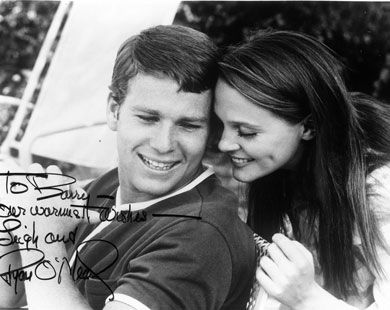 To Barry —
our warmest wishes —
Leigh and
Ryan O'Neal